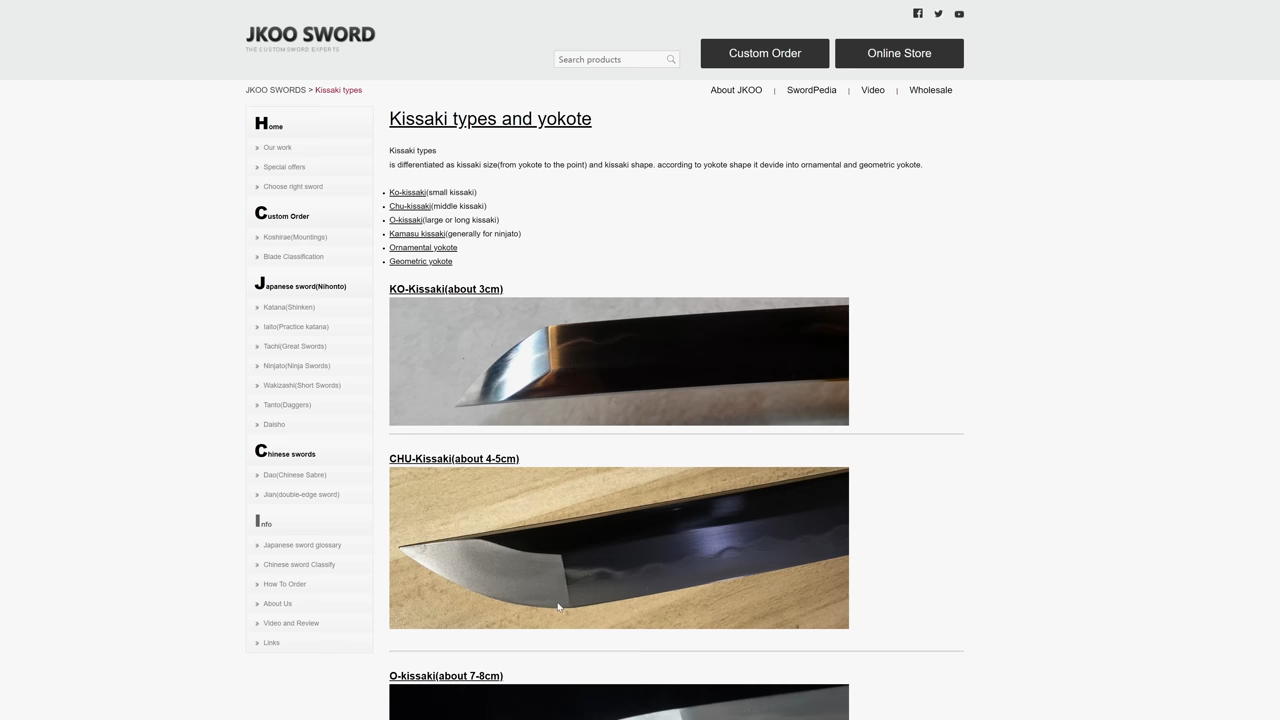 JKOO SWORD
THE CUSTOM SWORD EXPERTS
Search products
Custom Order
Online Store
JKOO SWORDS > Kissaki types
About JKOO | SwordPedia | Video | Wholesale
Home
» Our work
» Special offers
» Choose right sword
Custom Order
» Koshirae(Mountings)
» Blade Classification
Japanese sword(Nihonto)
» Katana(Shinken)
» Iaito(Practice katana)
» Tachi(Great Swords)
» Ninjato(Ninja Swords)
» Wakizashi(Short Swords)
» Tanto(Daggers)
» Daisho
Chinese swords
» Dao(Chinese Sabre)
» Jian(double-edge sword)
Info
» Japanese sword glossary
» Chinese sword Classify
» How To Order
» About Us
» Video and Review
» Links
Kissaki types and yokote
Kissaki types
is differentiated as kissaki size(from yokote to the point) and kissaki shape. according to yokote shape it devide into ornamental and geometric yokote.
• Ko-kissaki(small kissaki)
• Chu-kissaki(middle kissaki)
• O-kissaki(large or long kissaki)
• Kamasu kissaki(generally for ninjato)
• Ornamental yokote
• Geometric yokote
KO-Kissaki(about 3cm)
CHU-Kissaki(about 4-5cm)
O-kissaki(about 7-8cm)